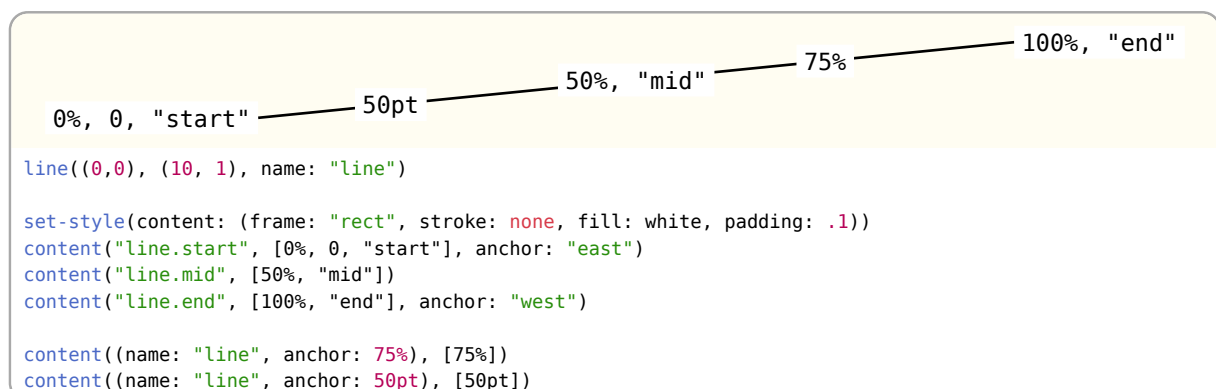 100%, "end"
75%
50%, "mid"
50pt
0%, 0, "start"
line((0,0), (10, 1), name: "line")
set-style(content: (frame: "rect", stroke: none, fill: white, padding: .1))
content("line.start", [0%, 0, "start"], anchor: "east")
content("line.mid", [50%, "mid"])
content("line.end", [100%, "end"], anchor: "west")
content((name: "line", anchor: 75%), [75%])
content((name: "line", anchor: 50pt), [50pt])